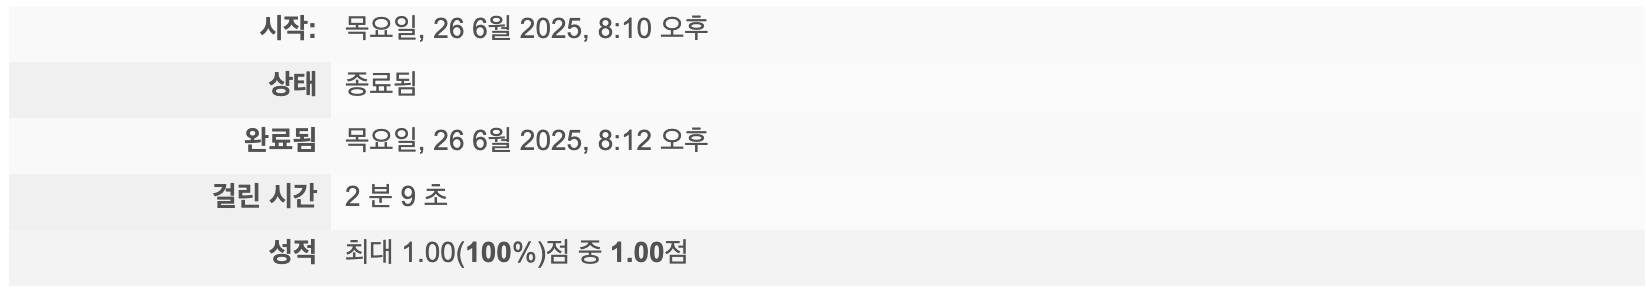 시작: 목요일, 26 6월 2025, 8:10 오후
상태 종료됨
완료됨 목요일, 26 6월 2025, 8:12 오후
걸린 시간 2 분 9 초
성적 최대 1.00(100%)점 중 1.00점